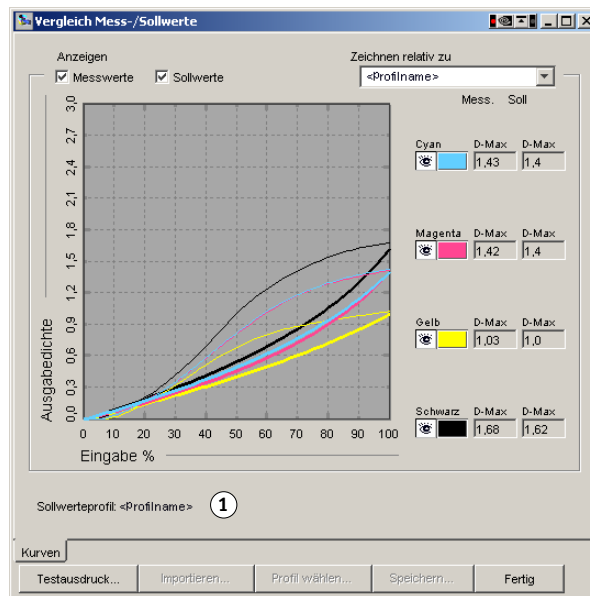 Vergleich Mess-/Sollwerte
Anzeigen
Zeichnen relativ zu
Messwerte Sollwerte
<Profilname>
Mess. Soll
3,0
2,7
2,4
2,1
1,8
1,5
1,2
0,9
0,6
0,3
0,0
Ausgabedichte
0 10 20 30 40 50 60 70 80 90 100
Eingabe %
Cyan D-Max D-Max
1,43 1,4
Magenta D-Max D-Max
1,42 1,4
Gelb D-Max D-Max
1,03 1,0
Schwarz D-Max D-Max
1,68 1,62
Sollwerteprofil: <Profilname> 1
Kurven
Testausdruck... Importieren... Profil wählen... Speichern... Fertig